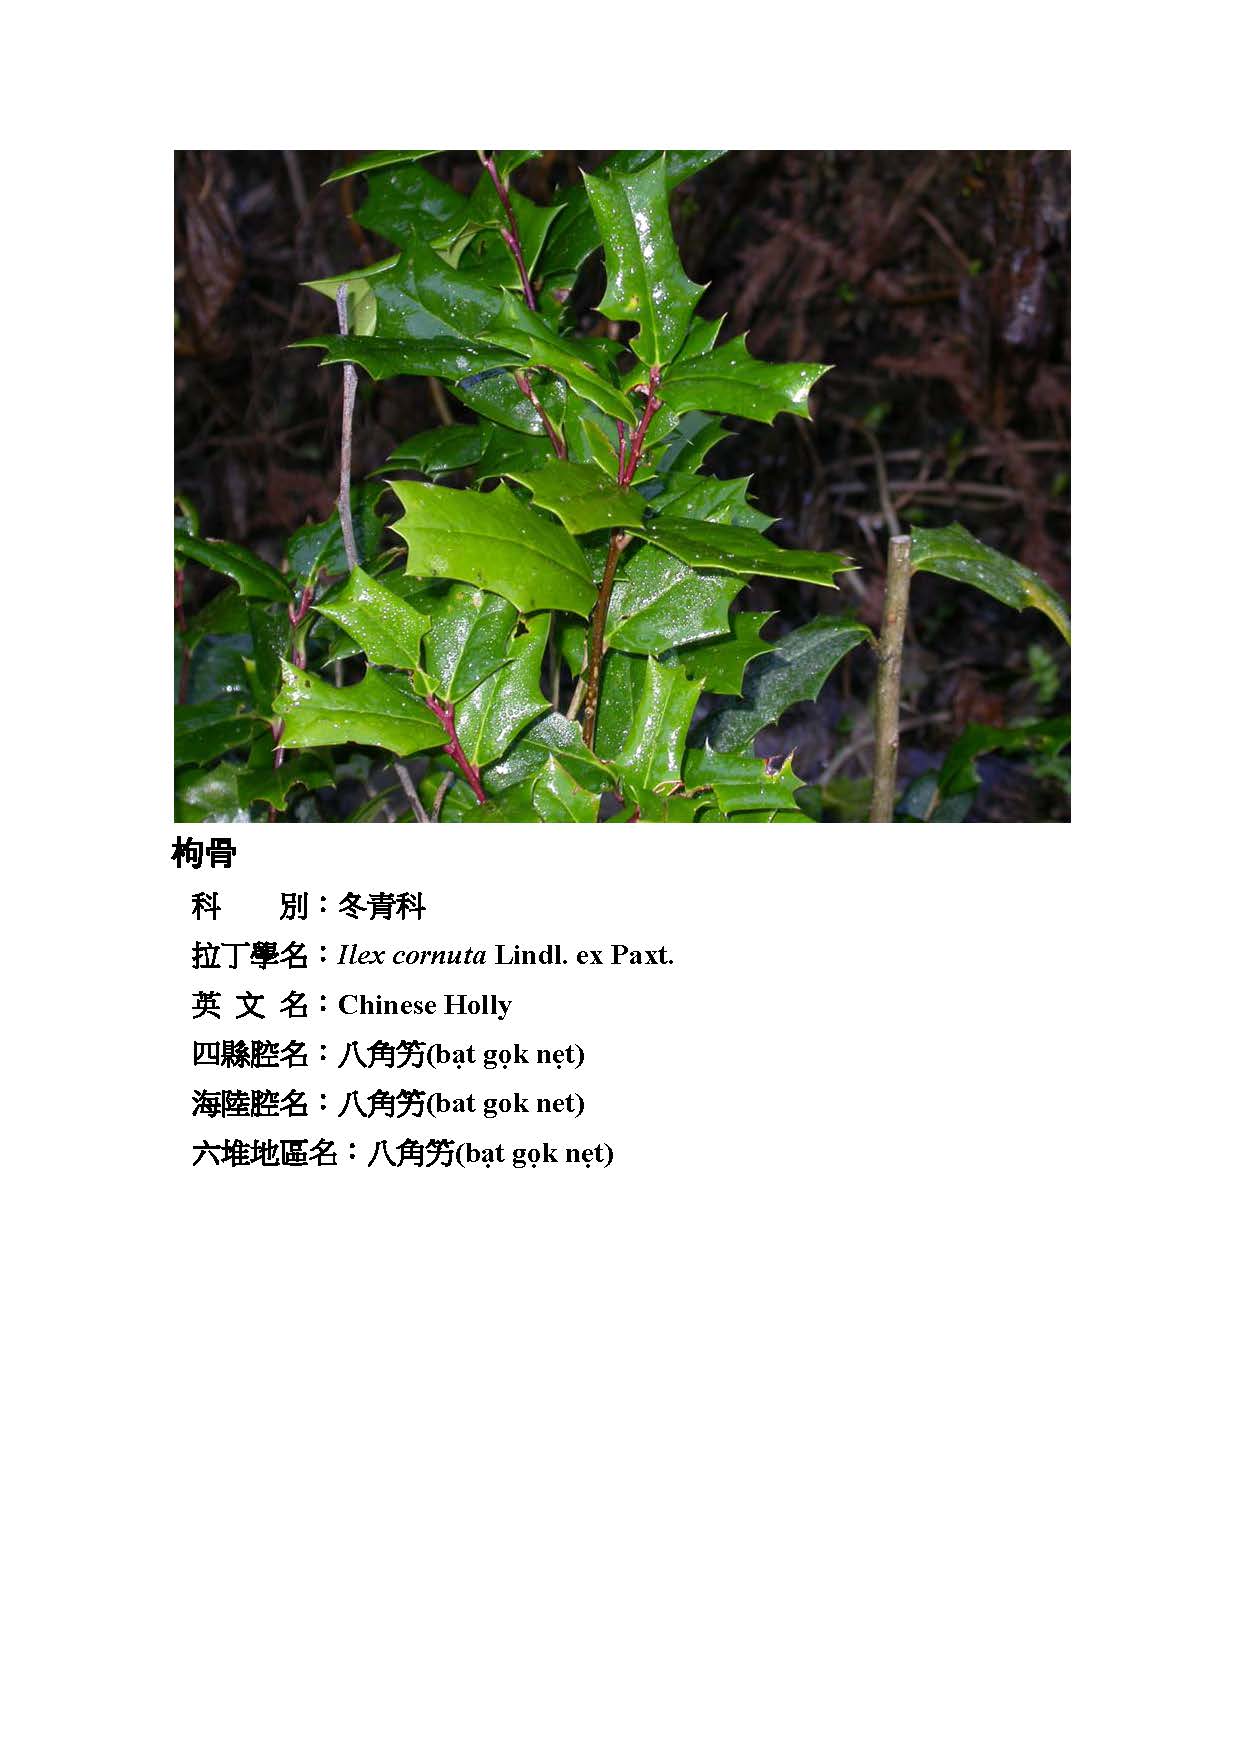 枸骨
科　　別：冬青科
拉丁學名：Ilex cornuta Lindl. ex Paxt.
英 文 名：Chinese Holly
四縣腔名：八角竻(bạt gọk nẹt)
海陸腔名：八角竻(bat gok net)
六堆地區名：八角竻(bạt gọk nẹt)